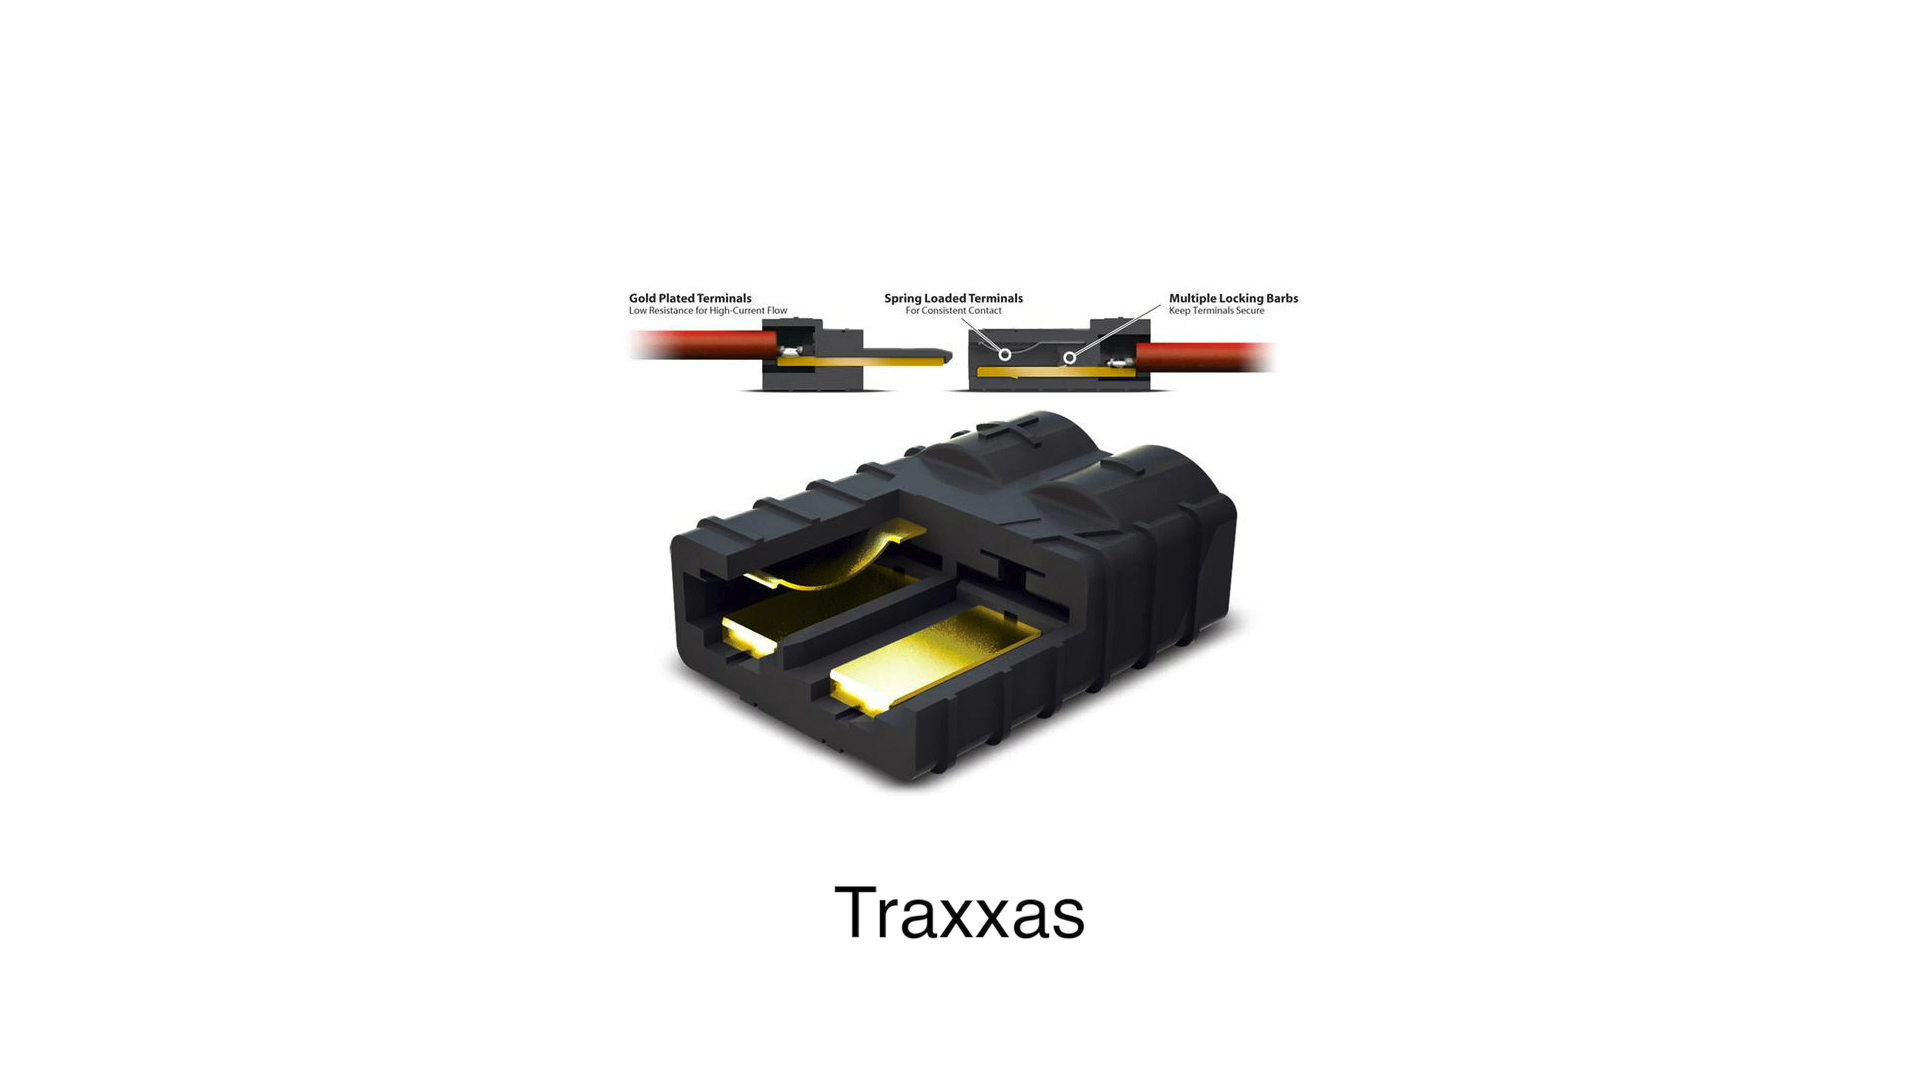 Gold Plated Terminals
Low Resistance for High-Current Flow
Spring Loaded Terminals
For Consistent Contact
Multiple Locking Barbs
Keep Terminals Secure
Traxxas